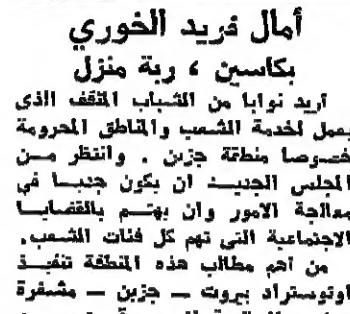 أمال فريد الخوري
بكاسين ، ربة منزل
أريد نوابا من الشباب المثقف الذي
يعمل لخدمة الشعب والمناطق المحرومة
خصوصا منطقة جزين . وانتظر من
المجلس الجديد ان يكون جديا في
معالجة الامور وان يهتم بالقضايا
الاجتماعية التي تهم كل فئات الشعب.
من أهم مطالب هذه المنطقة تنفيذ
اوتوستراد بيروت — جزين — مشغرة